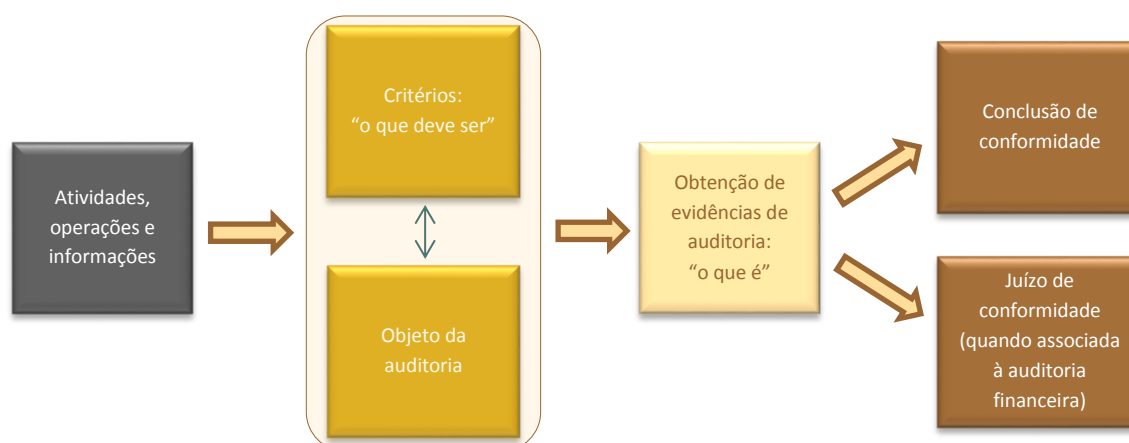 Atividades,
operações e
informações
Critérios:
“o que deve ser”
Objeto da
auditoria
Obtenção de
evidências de
auditoria:
“o que é”
Conclusão de
conformidade
Juízo de
conformidade
(quando associada
à auditoria
financeira)